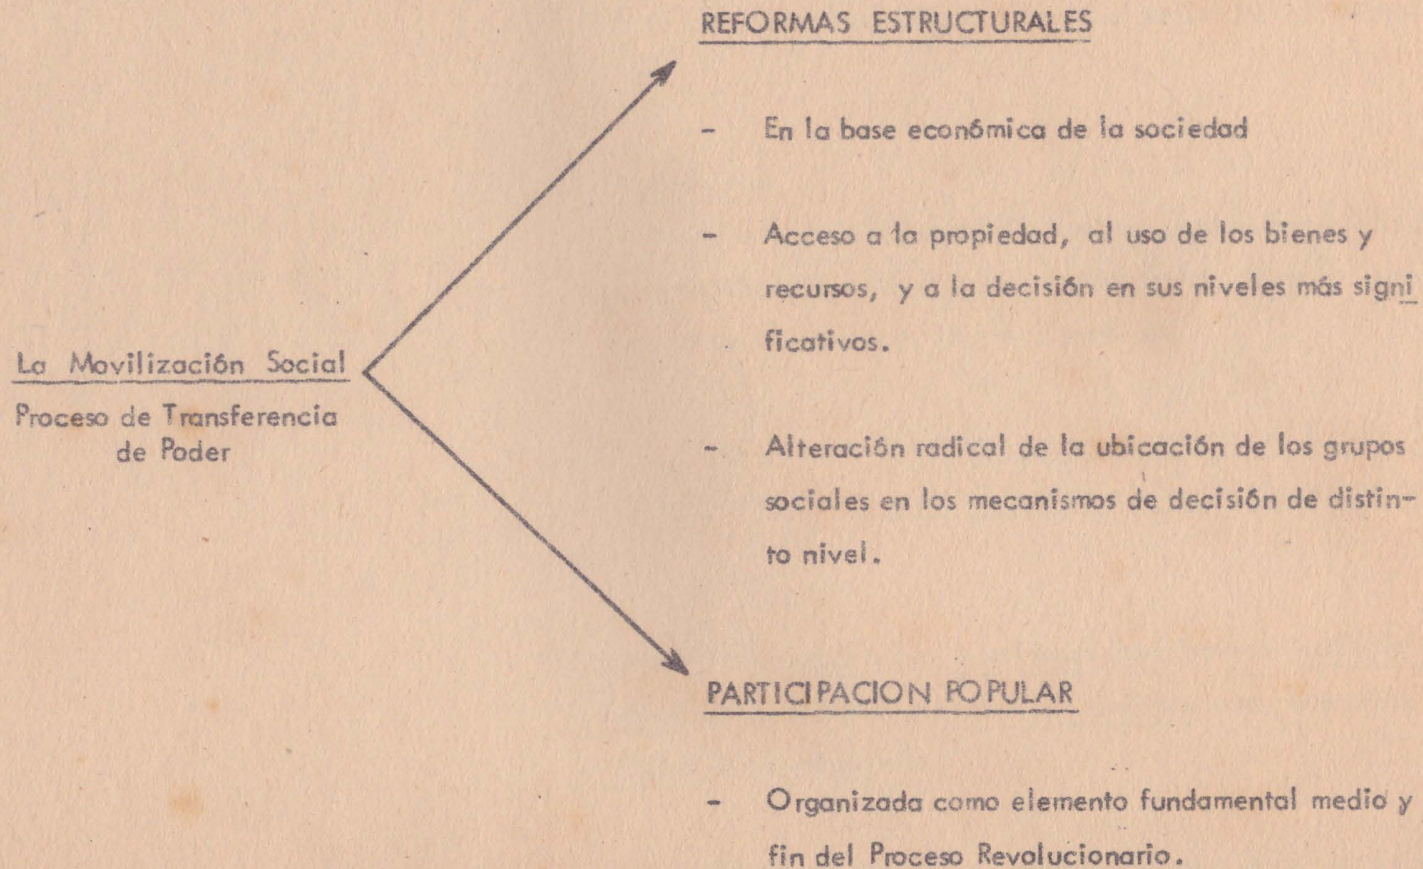 REFORMAS ESTRUCTURALES
- En la base económica de la sociedad
- Acceso a la propiedad, al uso de los bienes y
recursos, y a la decisión en sus niveles más signi
ficativos.
La Movilización Social
Proceso de Transferencia
de Poder
- Alteración radical de la ubicación de los grupos
sociales en los mecanismos de decisión de distin-
to nivel.
PARTICIPACION POPULAR
- Organizada como elemento fundamental medio y
fin del Proceso Revolucionario.